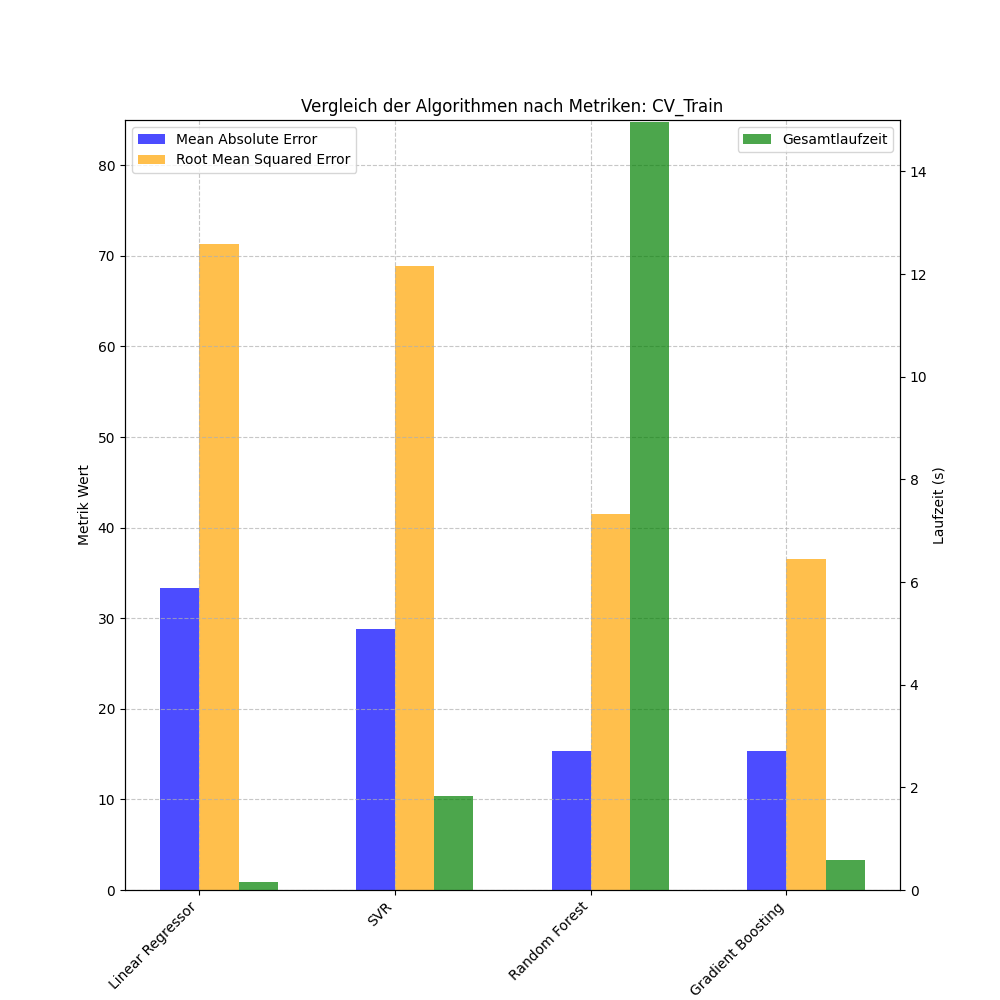 Vergleich der Algorithmen nach Metriken: CV_Train
Mean Absolute Error
Root Mean Squared Error
Gesamtlaufzeit
Metrik Wert
80
70
60
50
40
30
20
10
0
Laufzeit (s)
14
12
10
8
6
4
2
0
Linear Regressor
SVR
Random Forest
Gradient Boosting